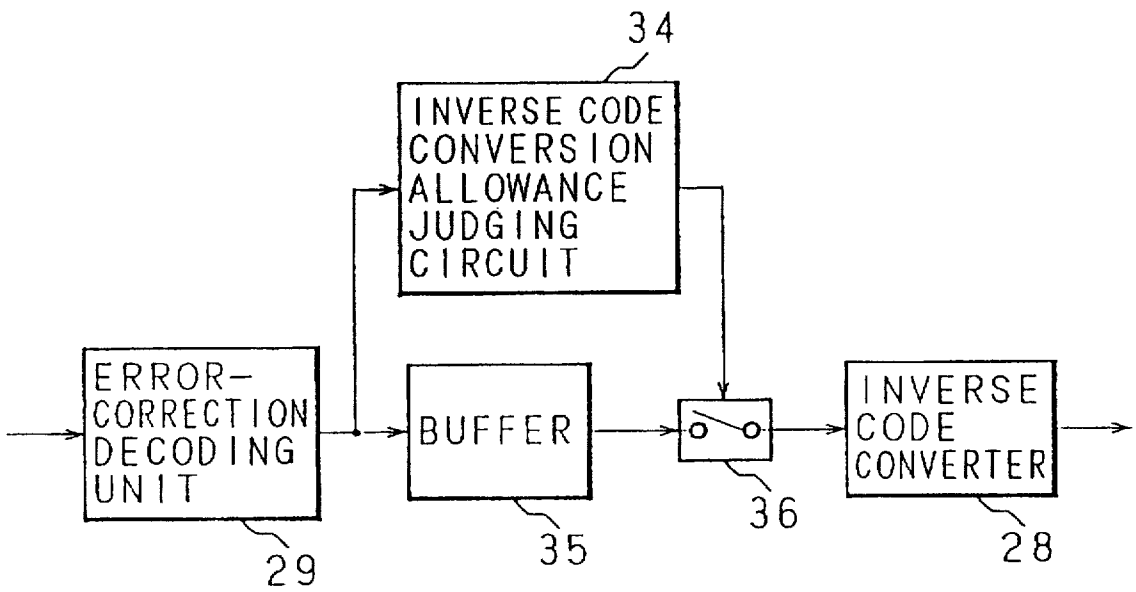 34
INVERSE CODE
CONVERSION
ALLOWANCE
JUDGING
CIRCUIT
ERROR-
CORRECTION
DECODING
UNIT
29
BUFFER
35
36
INVERSE
CODE
CONVERTER
28